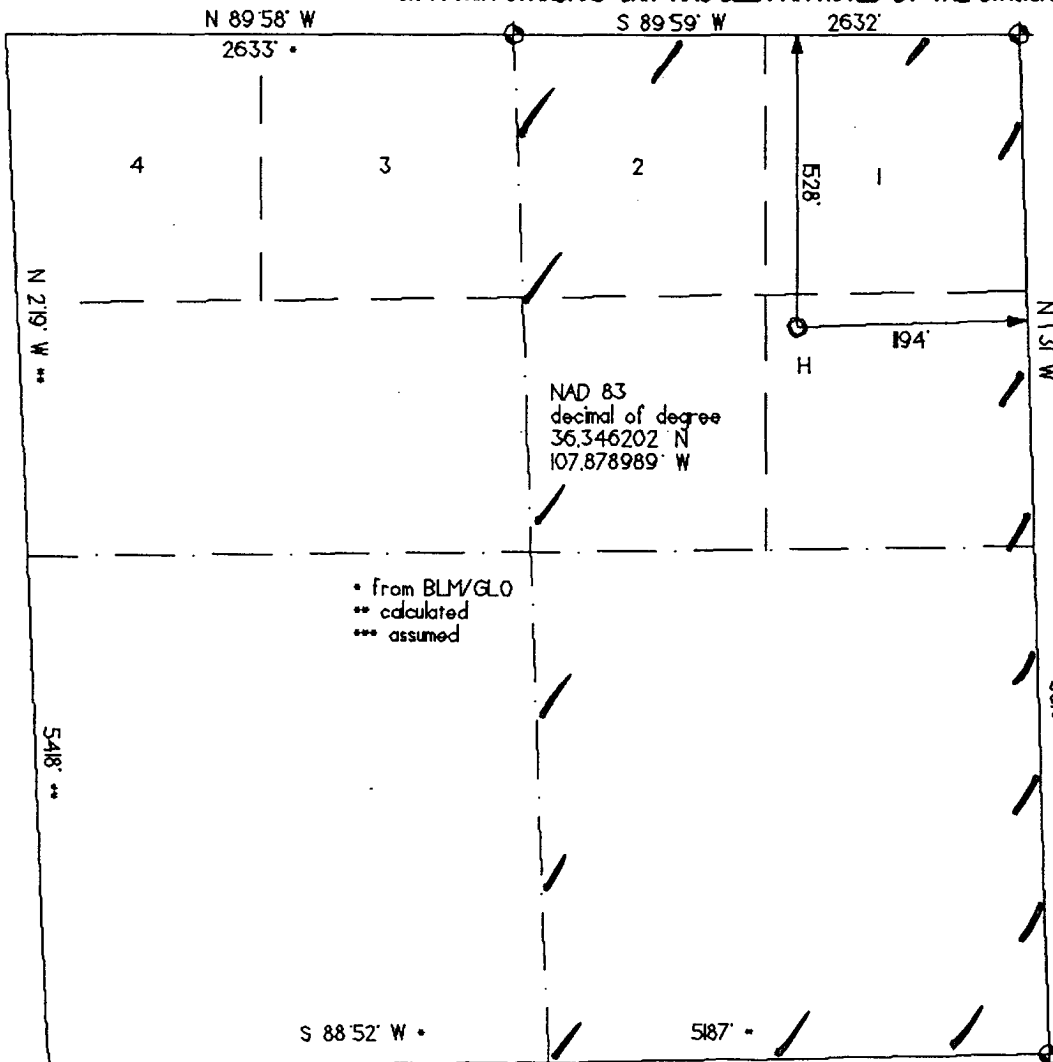 N 89°58' W
S 89°59' W 2632'
2633' *
4
3
2
1
528'
N 2°19' W **
1194'
N 1°31' W
H
NAD 83
decimal of degree
36.346202° N
107.878989° W
* from BLM/GLO
** calculated
*** assumed
5418' **
S 88°52' W *
5187' *